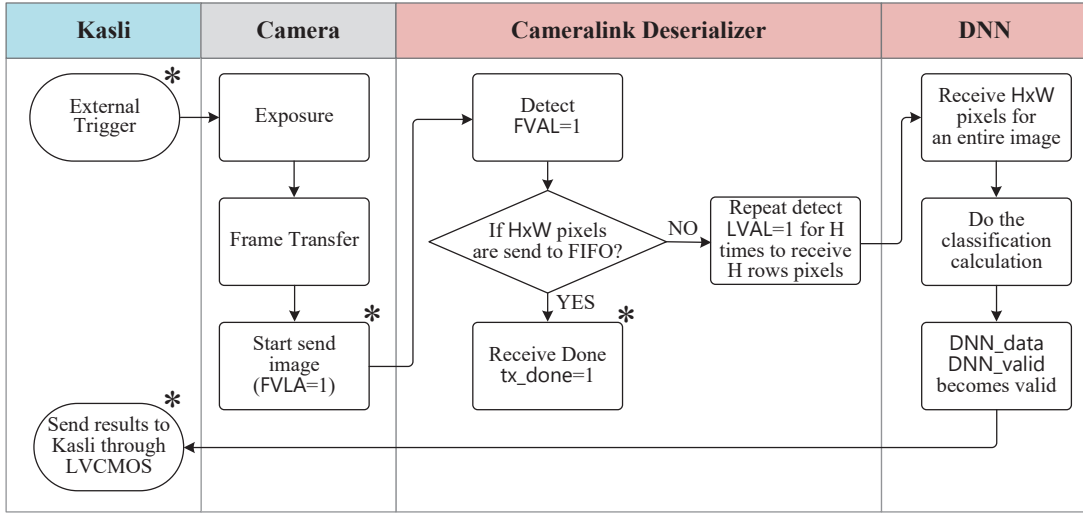 Kasli
Camera
Cameralink Deserializer
DNN
*
External
Trigger
Exposure
Frame Transfer
*
Start send
image
(FVLA=1)
Detect
FVAL=1
If HxW pixels
are send to FIFO?
NO
YES
*
Receive Done
tx_done=1
Repeat detect
LVAL=1 for H
times to receive
H rows pixels
Receive HxW
pixels for
an entire image
Do the
classification
calculation
DNN_data
DNN_valid
becomes valid
*
Send results to
Kasli through
LVCMOS